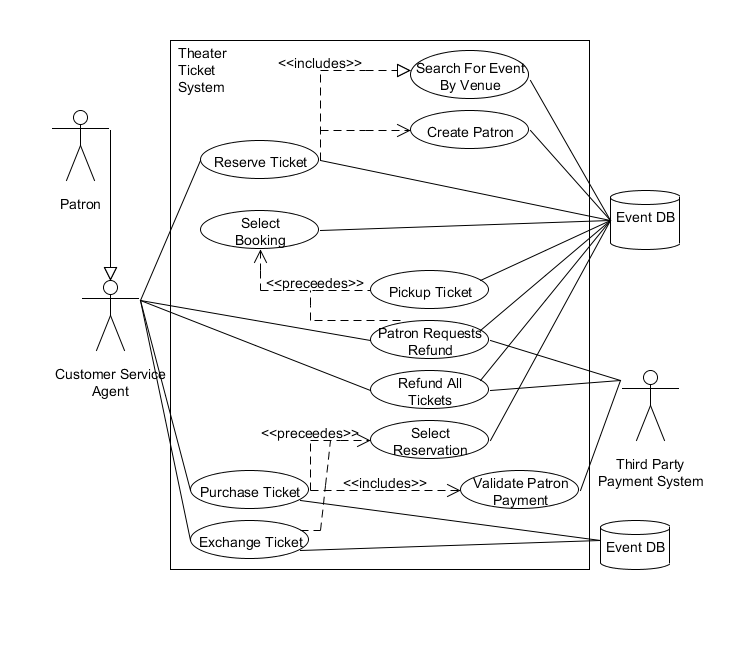 Theater
Ticket
System
<<includes>>
Search For Event
By Venue
Create Patron
Reserve Ticket
Patron
Select
Booking
Event DB
<<preceedes>>
Pickup Ticket
Patron Requests
Refund
Customer Service
Agent
Refund All
Tickets
<<preceedes>>
Select
Reservation
Third Party
Payment System
Purchase Ticket
<<includes>>
Validate Patron
Payment
Exchange Ticket
Event DB